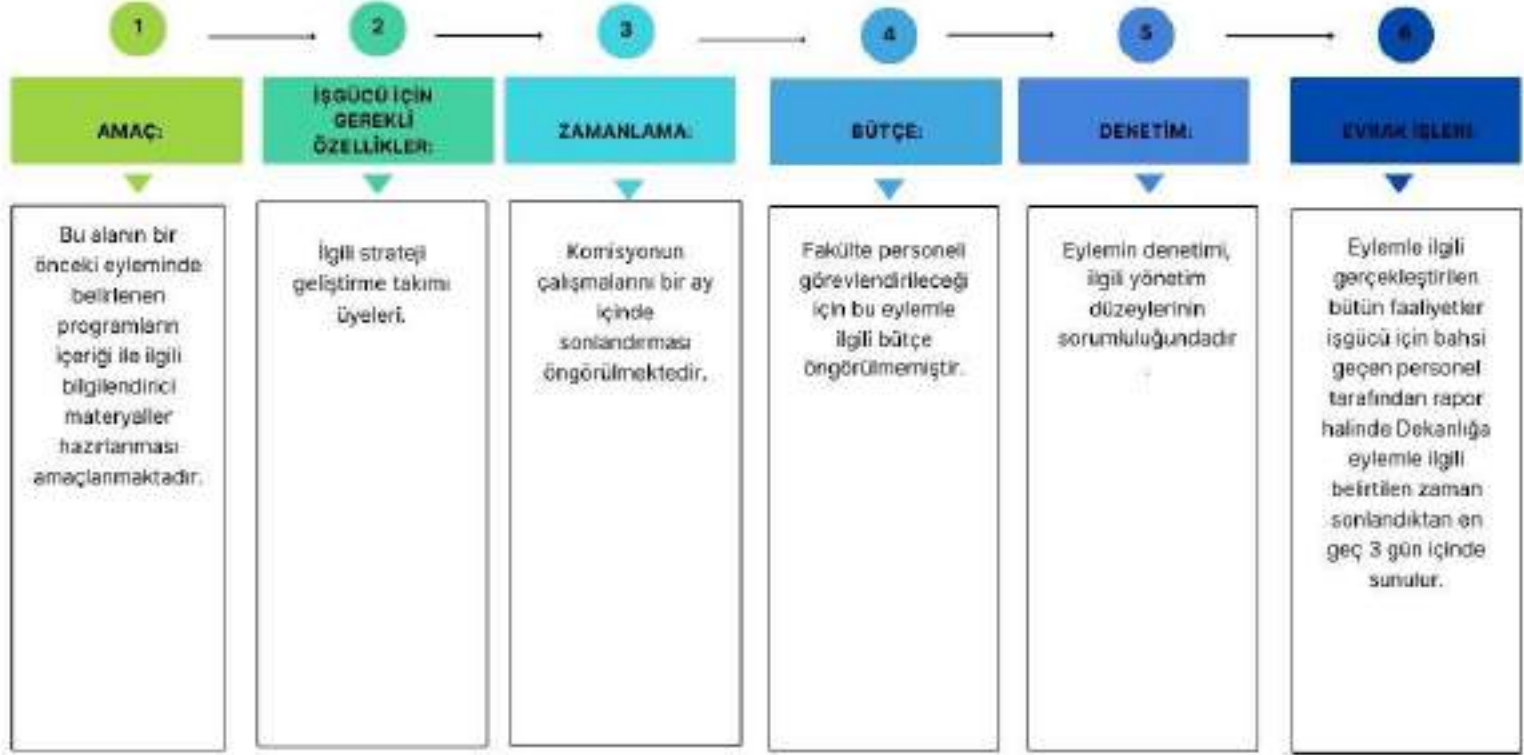 1
2
3
4
5
6
AMAÇ:
Bu alanın bir
önceki eyleminde
belirlenen
programların
içeriği ile ilgili
bilgilendirici
materyaller
hazırlanması
amaçlanmaktadır.
İŞGÜCÜ İÇİN
GEREKLİ
ÖZELLİKLER:
İlgili strateji
geliştirme takımı
üyeleri.
ZAMANLAMA:
Komisyonun
çalışmalarını bir ay
içinde
sonlandırması
öngörülmektedir.
BÜTÇE:
Fakülte personeli
görevlendirileceği
için bu eylemle
ilgili bütçe
öngörülmemiştir.
DENETİM:
Eylemin denetimi,
ilgili yönetim
düzeylerinin
sorumluluğundadır
.
EVRAK İŞLERİ:
Eylemle ilgili
gerçekleştirilen
bütün faaliyetler
işgücü için bahsi
geçen personel
tarafından rapor
halinde Dekanlığa
eylemle ilgili
belirtilen zaman
sonlandıktan en
geç 3 gün içinde
sunulur.